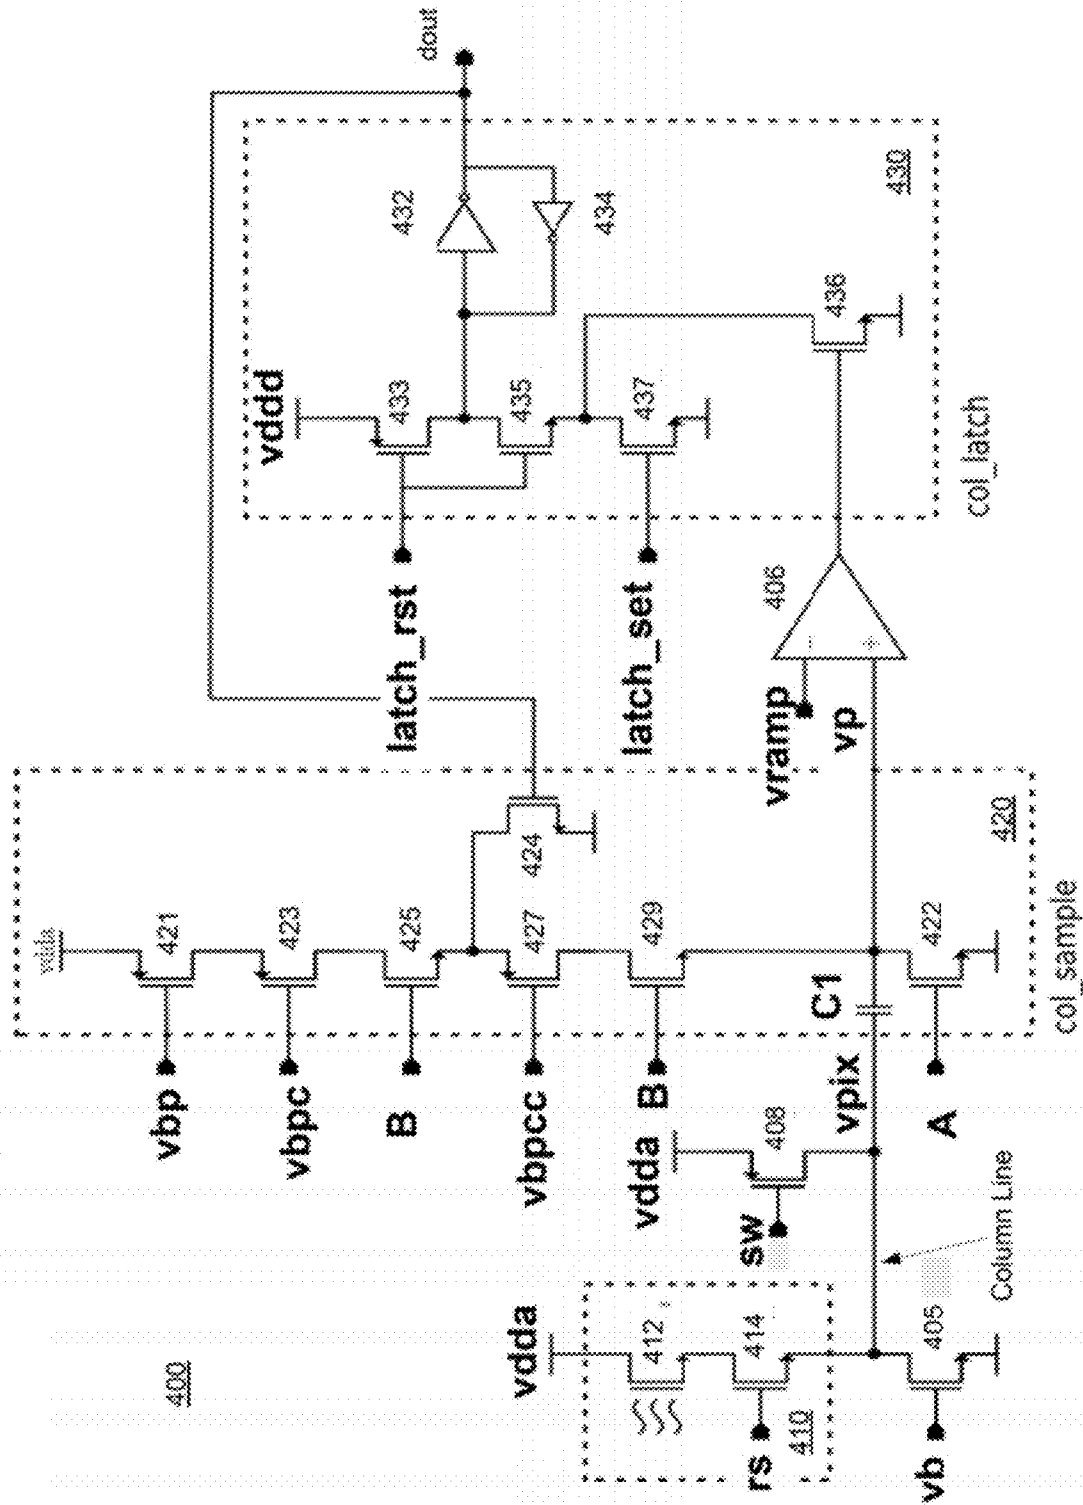 400
vdda
412
414
rs
410
vb
405
Column Line
vdda
sw
408
vpix
C1
vdda
vbp
421
vbpc
423
B
425
vbpcc
427
424
B
429
A
422
420
col_sample
vramp
vp
-
+
406
latch_rst
latch_set
vddd
433
435
437
432
434
436
430
col_latch
dout